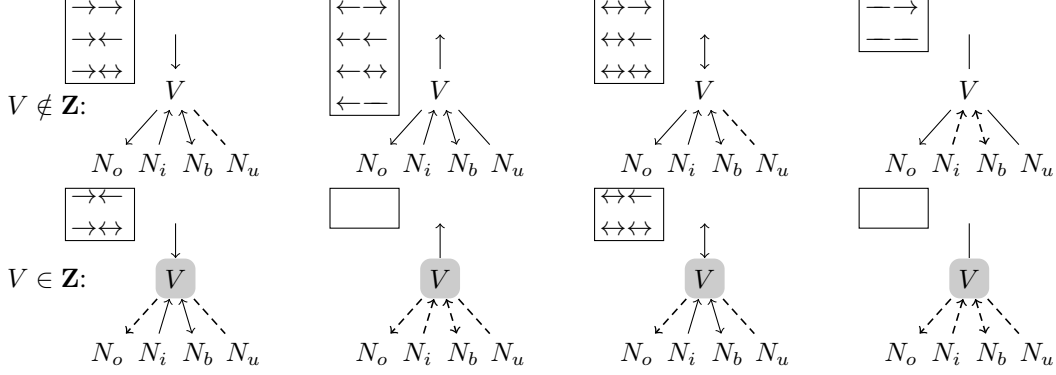 →→ ←→ ↔→ —→
→← ←← ↔← — —
→↔ ←↔ ↔↔
←—
V ∉ Z: V V V V
N_o N_i N_b N_u N_o N_i N_b N_u N_o N_i N_b N_u N_o N_i N_b N_u
→← ↔←
→↔ ↔↔
V ∈ Z: V V V V
N_o N_i N_b N_u N_o N_i N_b N_u N_o N_i N_b N_u N_o N_i N_b N_u